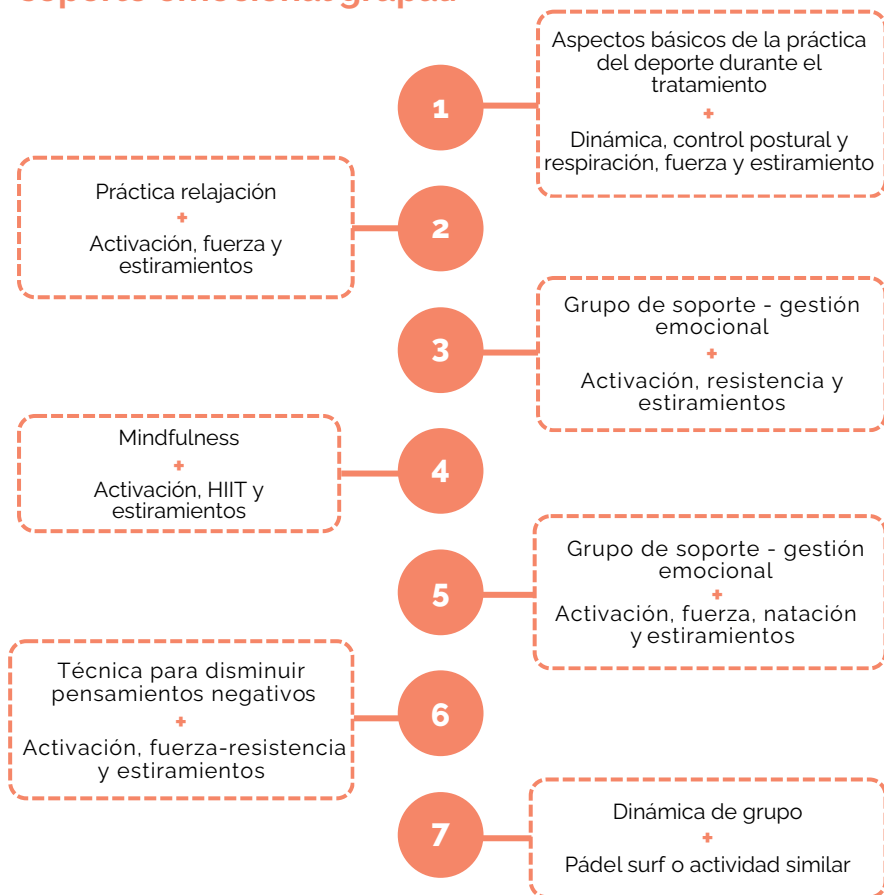 soporte emocional grupal
1
Aspectos básicos de la práctica
del deporte durante el
tratamiento
+
Dinámica, control postural y
respiración, fuerza y estiramiento
2
Práctica relajación
+
Activación, fuerza y
estiramientos
3
Grupo de soporte - gestión
emocional
+
Activación, resistencia y
estiramientos
4
Mindfulness
+
Activación, HIIT y
estiramientos
5
Grupo de soporte - gestión
emocional
+
Activación, fuerza, natación
y estiramientos
6
Técnica para disminuir
pensamientos negativos
+
Activación, fuerza-resistencia
y estiramientos
7
Dinámica de grupo
+
Pádel surf o actividad similar